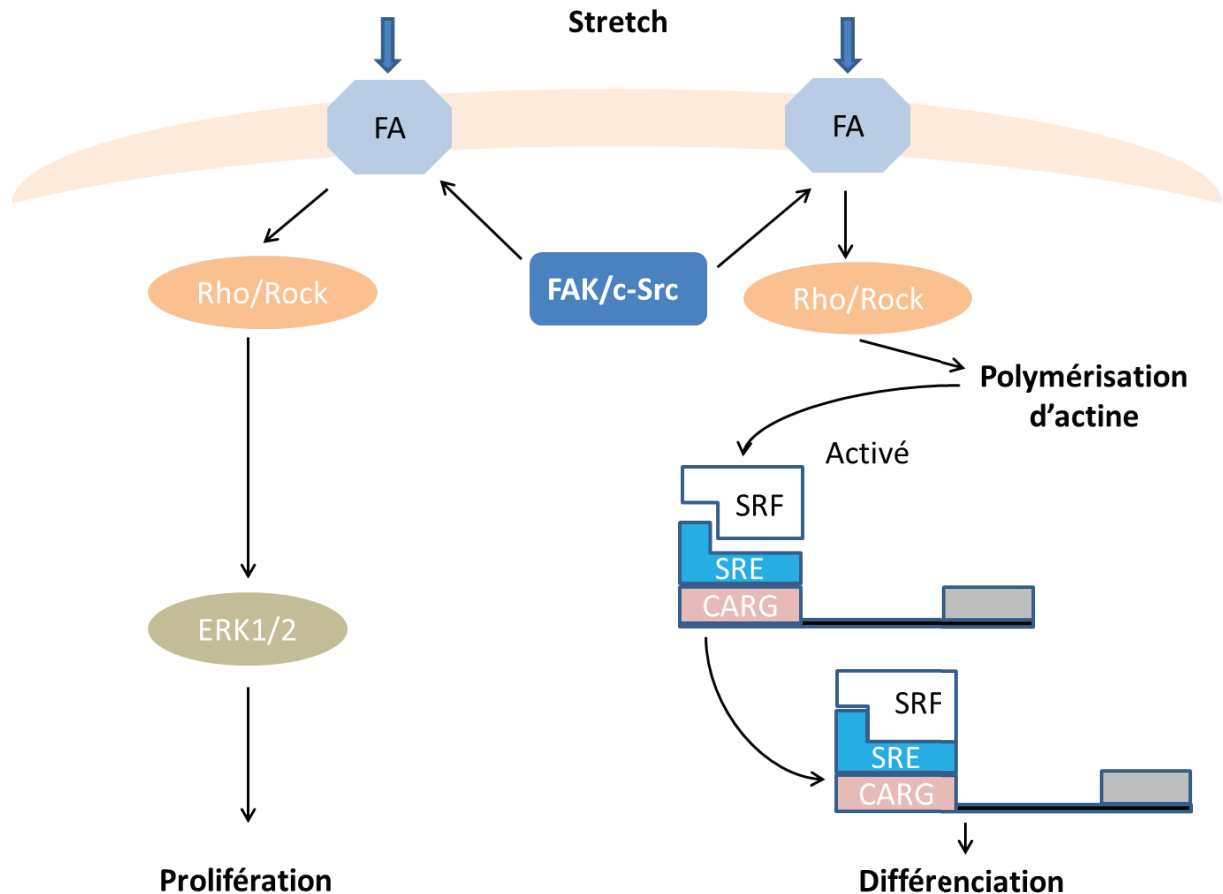 Stretch
FA
FA
Rho/Rock
FAK/c-Src
Rho/Rock
Polymérisation
d'actine
Activé
SRF
SRE
CARG
ERK1/2
SRF
SRE
CARG
Prolifération
Différenciation